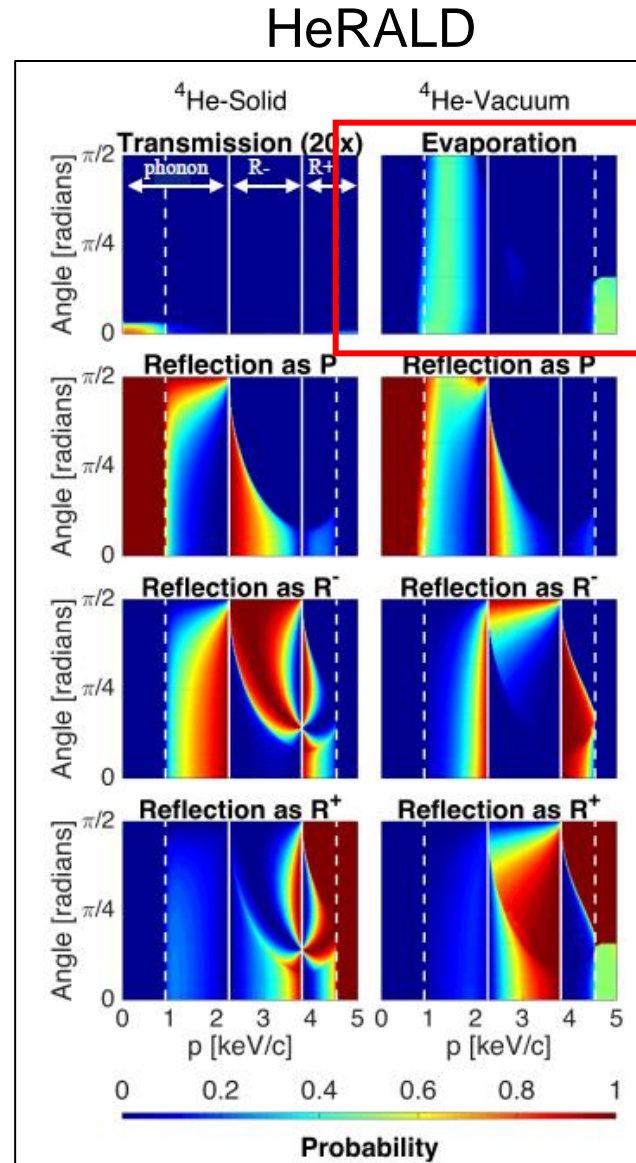 HeRALD
⁴He-Solid ⁴He-Vacuum
Transmission (20x) Evaporation
phonon R- R+
Angle [radians]
π/2
π/4
0
Reflection as P Reflection as P
Angle [radians]
π/2
π/4
0
Reflection as R⁻ Reflection as R⁻
Angle [radians]
π/2
π/4
0
Reflection as R⁺ Reflection as R⁺
Angle [radians]
π/2
π/4
0
0 1 2 3 4 5 0 1 2 3 4 5
p [keV/c] p [keV/c]
0 0.2 0.4 0.6 0.8 1
Probability